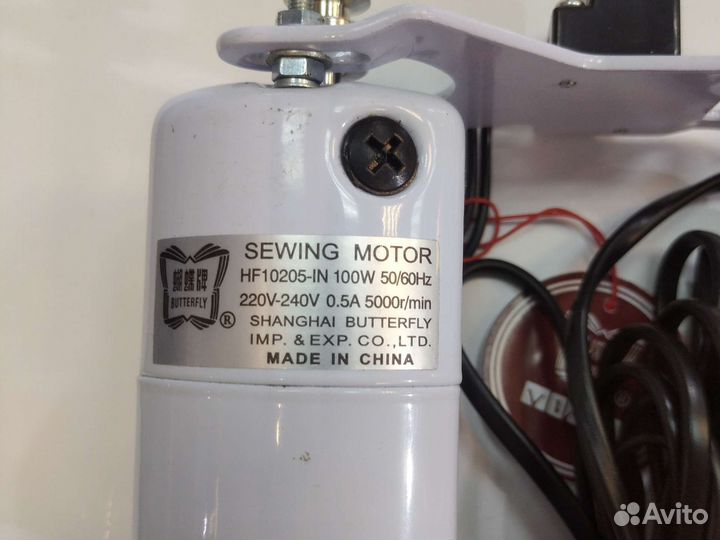 蝴蝶牌
BUTTERFLY
®
SEWING MOTOR
HF10205-IN 100W 50/60Hz
220V-240V 0.5A 5000r/min
SHANGHAI BUTTERFLY
IMP. & EXP. CO.,LTD.
MADE IN CHINA
Avito